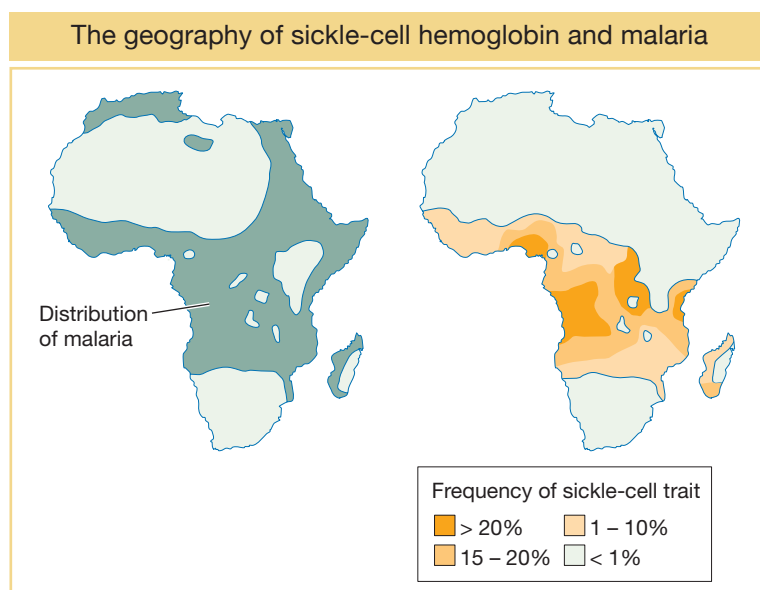 The geography of sickle-cell hemoglobin and malaria
Distribution
of malaria
Frequency of sickle-cell trait
> 20%
1 – 10%
15 – 20%
< 1%